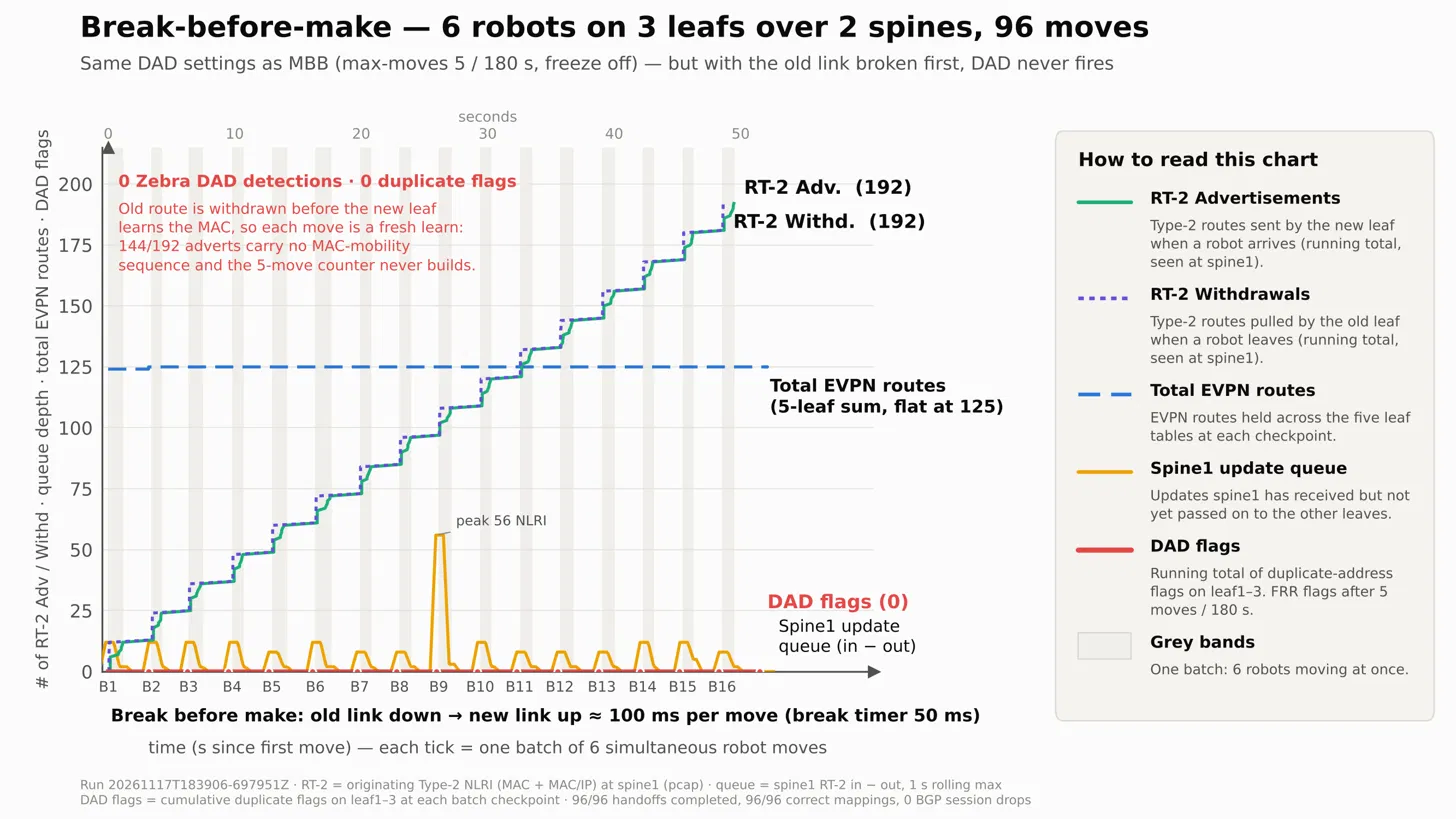 Break-before-make — 6 robots on 3 leafs over 2 spines, 96 moves
Same DAD settings as MBB (max-moves 5 / 180 s, freeze off) — but with the old link broken first, DAD never fires
seconds
0 10 20 30 40 50
# of RT-2 Adv / Withd · queue depth · total EVPN routes · DAD flags
200
175
150
125
100
75
50
25
0
0 Zebra DAD detections · 0 duplicate flags
Old route is withdrawn before the new leaf
learns the MAC, so each move is a fresh learn:
144/192 adverts carry no MAC-mobility
sequence and the 5-move counter never builds.
RT-2 Adv. (192)
RT-2 Withd. (192)
Total EVPN routes
(5-leaf sum, flat at 125)
peak 56 NLRI
DAD flags (0)
Spine1 update
queue (in − out)
B1 B2 B3 B4 B5 B6 B7 B8 B9 B10 B11 B12 B13 B14 B15 B16
Break before make: old link down → new link up ≈ 100 ms per move (break timer 50 ms)
time (s since first move) — each tick = one batch of 6 simultaneous robot moves
How to read this chart
RT-2 Advertisements
Type-2 routes sent by the new leaf
when a robot arrives (running total,
seen at spine1).
RT-2 Withdrawals
Type-2 routes pulled by the old leaf
when a robot leaves (running total,
seen at spine1).
Total EVPN routes
EVPN routes held across the five leaf
tables at each checkpoint.
Spine1 update queue
Updates spine1 has received but not
yet passed on to the other leaves.
DAD flags
Running total of duplicate-address
flags on leaf1–3. FRR flags after 5
moves / 180 s.
Grey bands
One batch: 6 robots moving at once.
Run 20261117T183906-697951Z · RT-2 = originating Type-2 NLRI (MAC + MAC/IP) at spine1 (pcap) · queue = spine1 RT-2 in − out, 1 s rolling max
DAD flags = cumulative duplicate flags on leaf1–3 at each batch checkpoint · 96/96 handoffs completed, 96/96 correct mappings, 0 BGP session drops